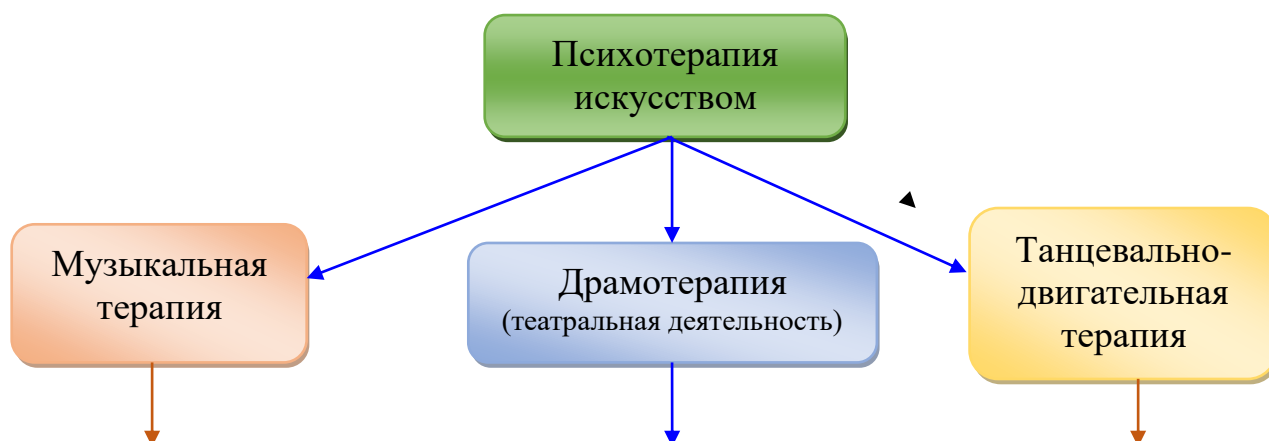 Психотерапия
искусством
Музыкальная
терапия
Драмотерапия
(театральная деятельность)
Танцевально-
двигательная
терапия